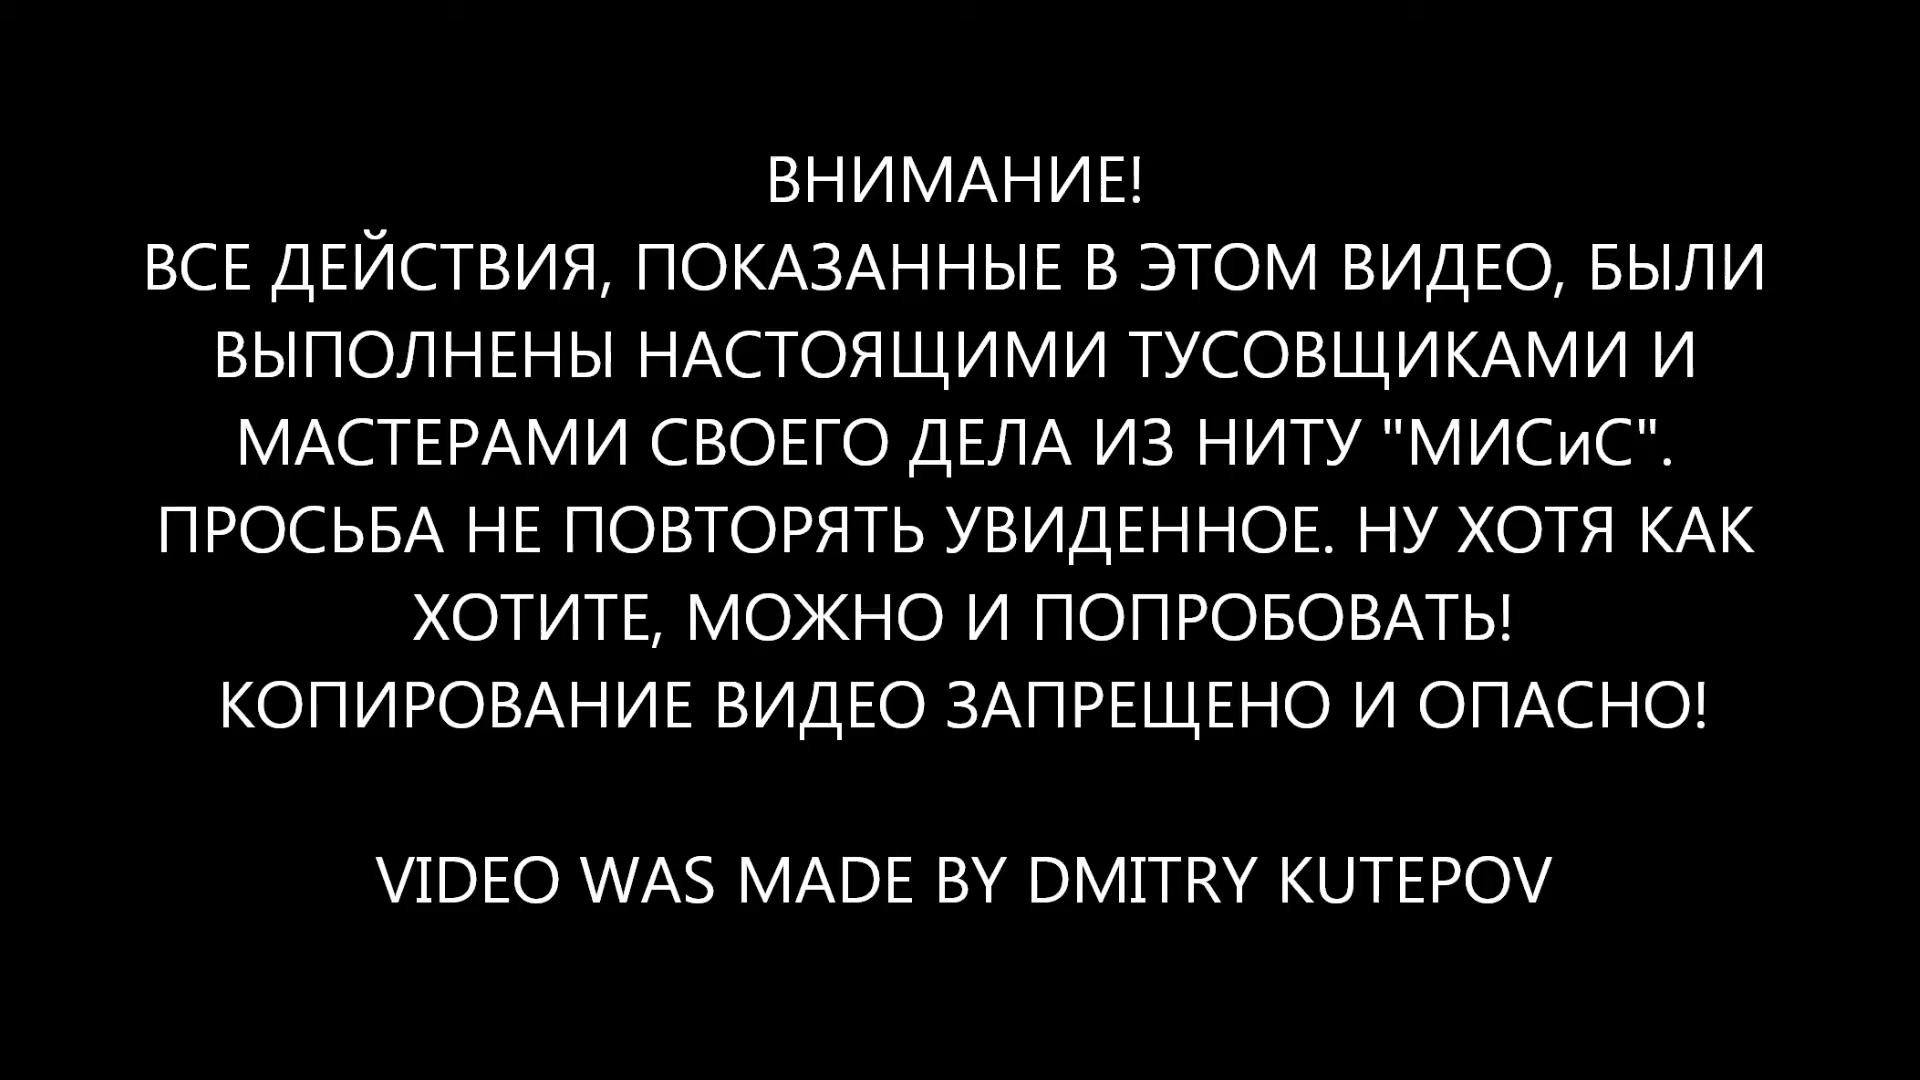 ВНИМАНИЕ!
ВСЕ ДЕЙСТВИЯ, ПОКАЗАННЫЕ В ЭТОМ ВИДЕО, БЫЛИ
ВЫПОЛНЕНЫ НАСТОЯЩИМИ ТУСОВЩИКАМИ И
МАСТЕРАМИ СВОЕГО ДЕЛА ИЗ НИТУ "МИСиС".
ПРОСЬБА НЕ ПОВТОРЯТЬ УВИДЕННОЕ. НУ ХОТЯ КАК
ХОТИТЕ, МОЖНО И ПОПРОБОВАТЬ!
КОПИРОВАНИЕ ВИДЕО ЗАПРЕЩЕНО И ОПАСНО!
VIDEO WAS MADE BY DMITRY KUTEPOV